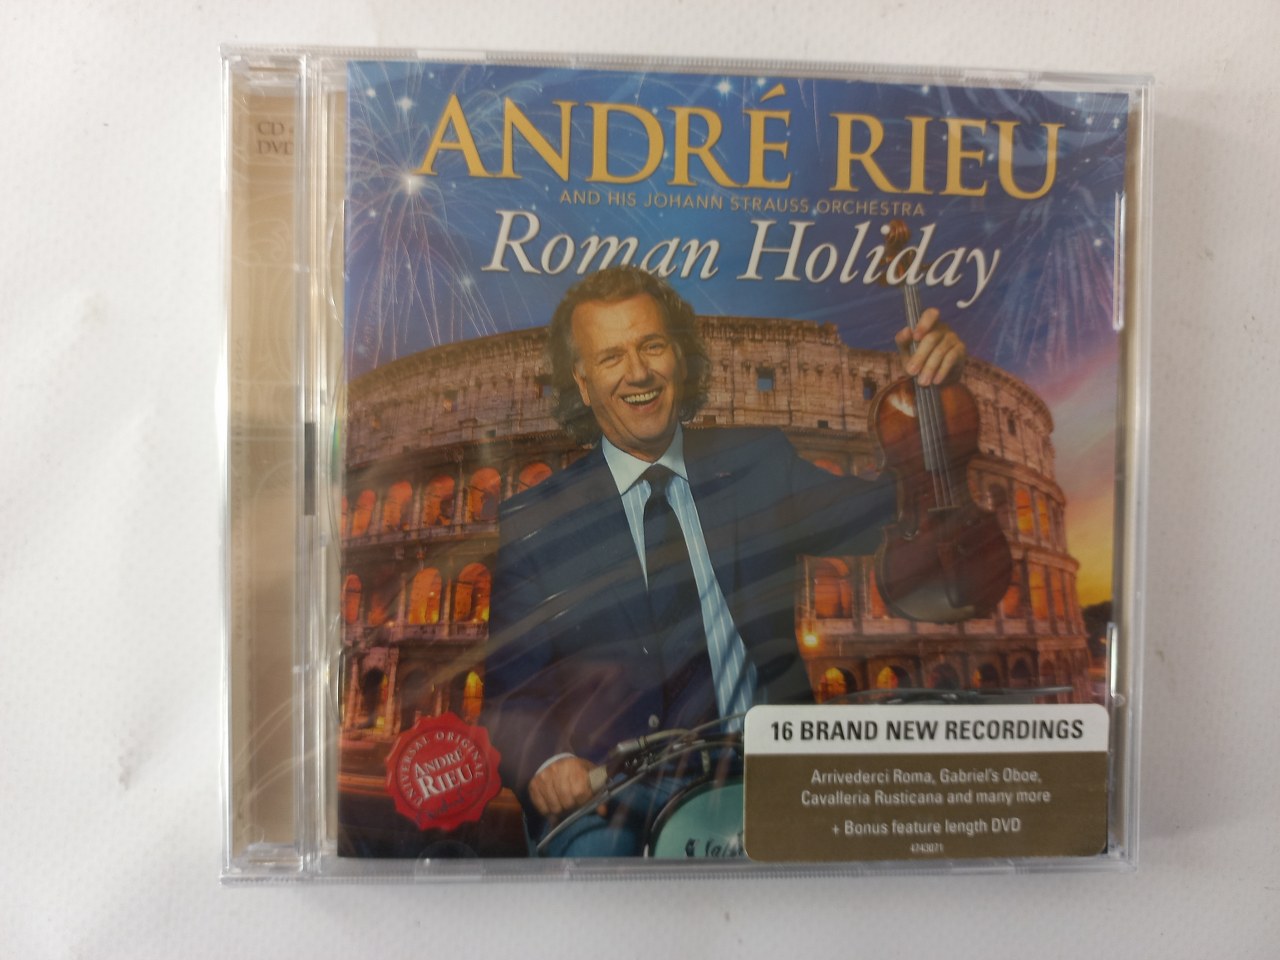 CD
DVD
ANDRÉ RIEU
AND HIS JOHANN STRAUSS ORCHESTRA
Roman Holiday
UNIVERSAL ORIGINAL
ANDRÉ
RIEU
16 BRAND NEW RECORDINGS
Arrivederci Roma, Gabriel's Oboe,
Cavalleria Rusticana and many more
+ Bonus feature length DVD
4743071